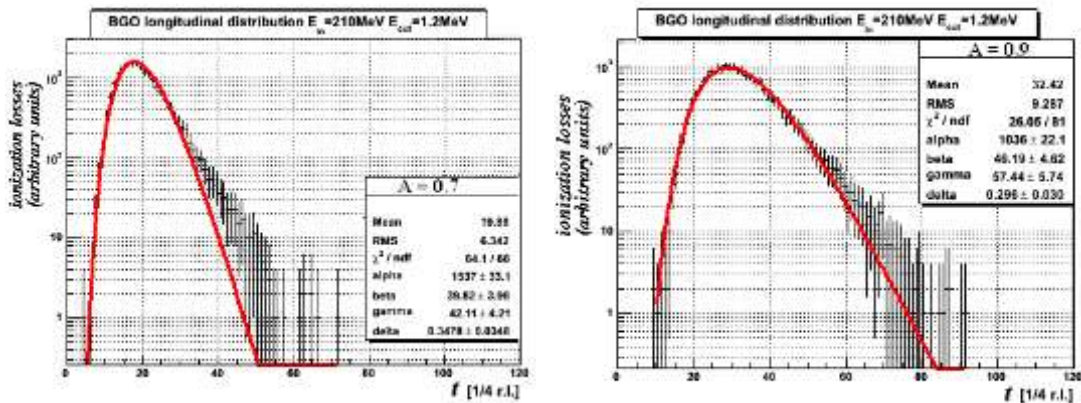 BGO longitudinal distribution E_in=210MeV E_cut=1.2MeV
ionization losses
(arbitrary units)
10³
10²
10
1
A = 0.7
Mean 19.88
RMS 6.342
χ² / ndf 64.1 / 66
alpha 1537 ± 33.1
beta 39.82 ± 3.98
gamma 42.11 ± 4.21
delta 0.3478 ± 0.0348
0 20 40 60 80 100 120
t [1/4 r.l.]
BGO longitudinal distribution E_in=210MeV E_cut=1.2MeV
ionization losses
(arbitrary units)
10³
10²
10
1
A = 0.9
Mean 32.42
RMS 9.287
χ² / ndf 26.06 / 81
alpha 1036 ± 22.1
beta 46.19 ± 4.62
gamma 57.44 ± 5.74
delta 0.296 ± 0.030
0 20 40 60 80 100 120
t [1/4 r.l.]